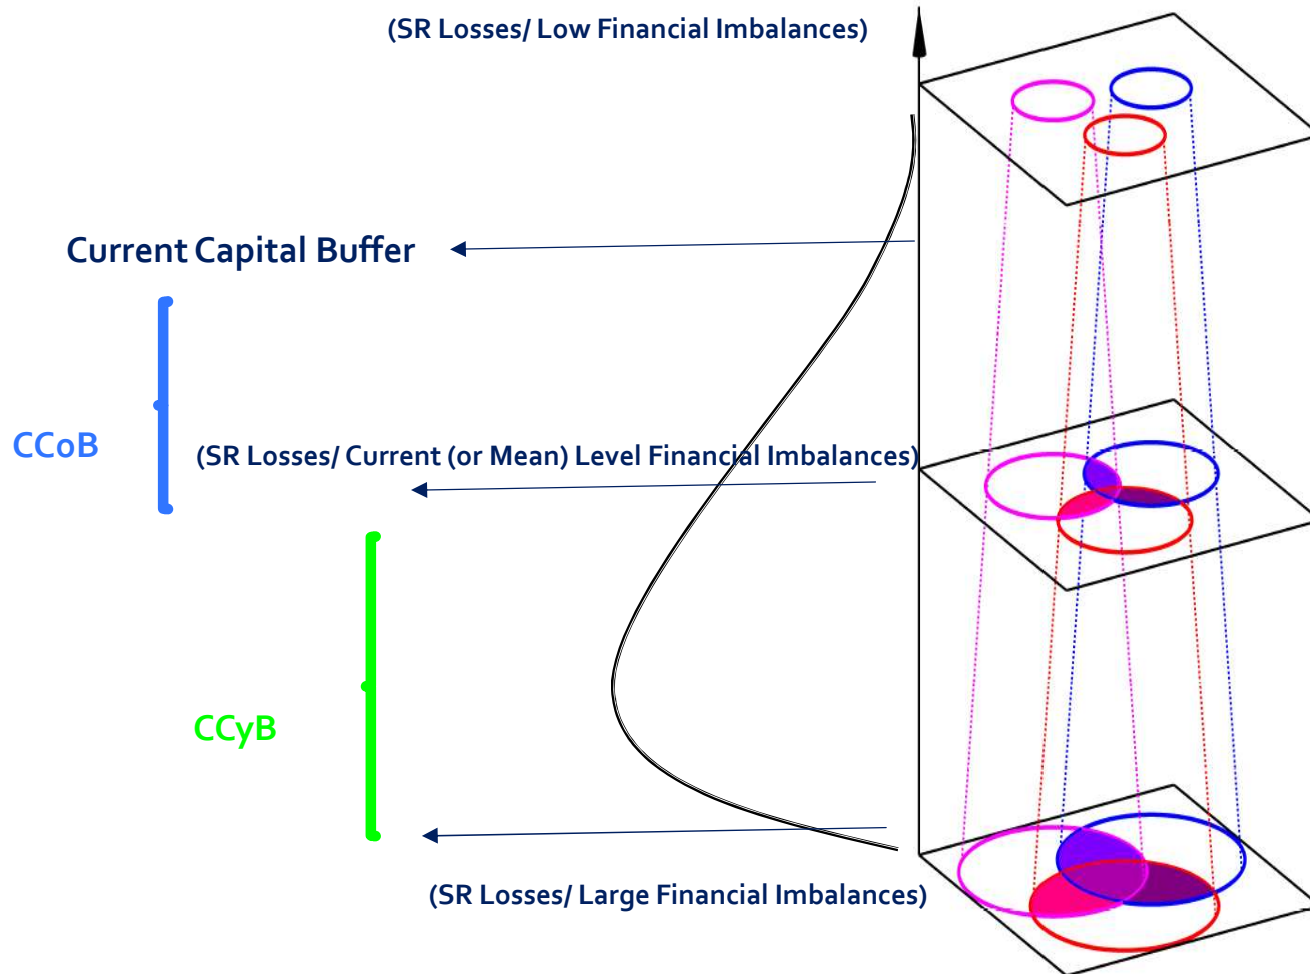 (SR Losses/ Low Financial Imbalances)
Current Capital Buffer
CCoB
(SR Losses/ Current (or Mean) Level Financial Imbalances)
CCyB
(SR Losses/ Large Financial Imbalances)